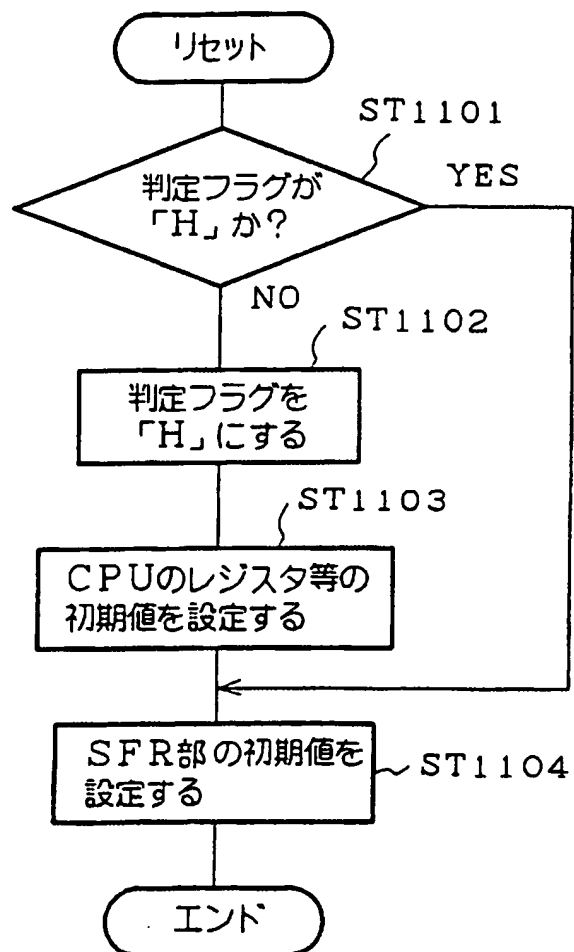 リセット
ST1101
判定フラグが
「H」か?
YES
NO
ST1102
判定フラグを
「H」にする
ST1103
CPUのレジスタ等の
初期値を設定する
SFR部の初期値を
設定する
ST1104
エンド